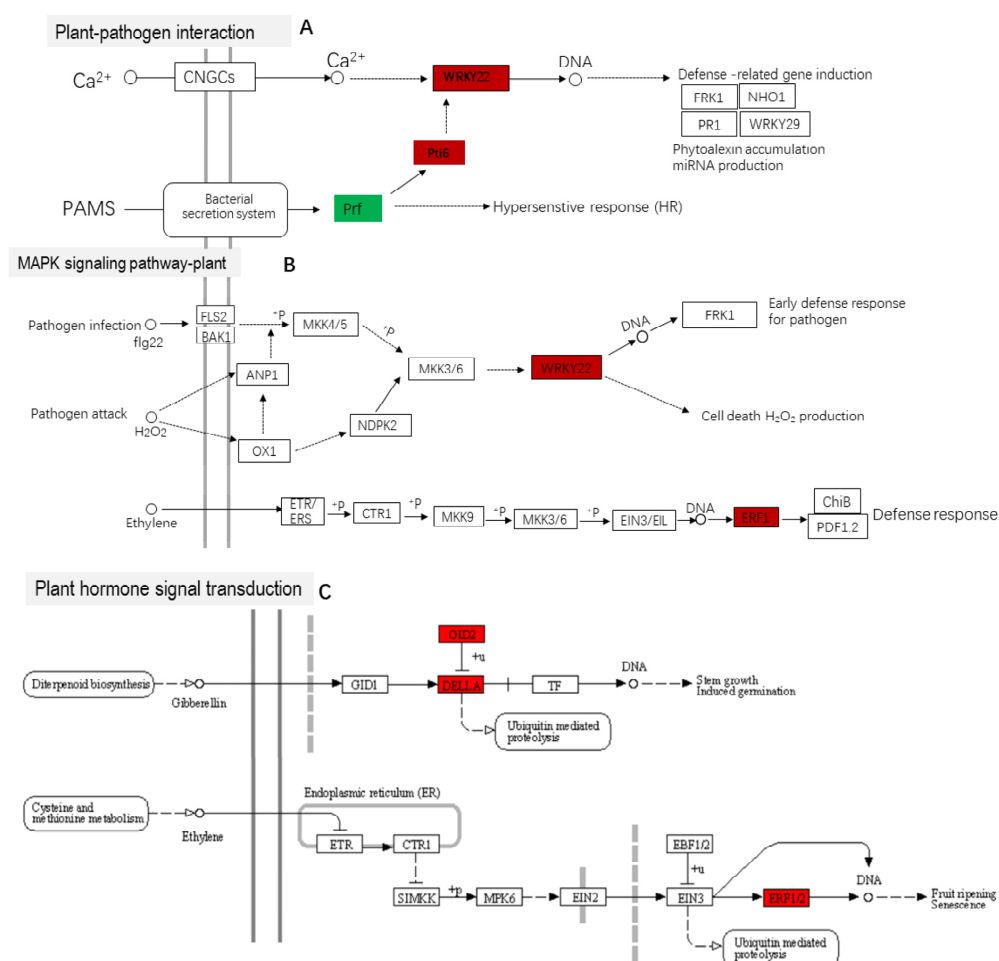 Plant-pathogen interaction
A
Ca²⁺
CNGCs
Ca²⁺
WRKY22
DNA
Defense -related gene induction
FRK1
NHO1
PR1
WRKY29
Phytoalexin accumulation
miRNA production
Pti6
PAMS
Bacterial
secretion system
Prf
Hypersenstive response (HR)
MAPK signaling pathway-plant
B
Pathogen infection
flg22
FLS2
BAK1
+P
MKK4/5
+P
MKK3/6
WRKY22
DNA
FRK1
Early defense response
for pathogen
ANP1
Pathogen attack
H₂O₂
OX1
NDPK2
Cell death H₂O₂ production
Ethylene
ETR/
ERS
+P
CTR1
+P
MKK9
+P
MKK3/6
+P
EIN3/EIL
DNA
ERF1
ChiB
PDF1.2
Defense response
Plant hormone signal transduction
C
GID2
+u
Diterpenoid biosynthesis
Gibberellin
GID1
DELLA
TF
DNA
Stem growth
Induced germination
Ubiquitin mediated
proteolysis
Cysteine and
methionine metabolism
Ethylene
Endoplasmic reticulum (ER)
ETR
CTR1
SIMKK
+p
MPK6
EIN2
EBF1/2
+u
EIN3
ERF1/2
DNA
Fruit ripening
Senescence
Ubiquitin mediated
proteolysis